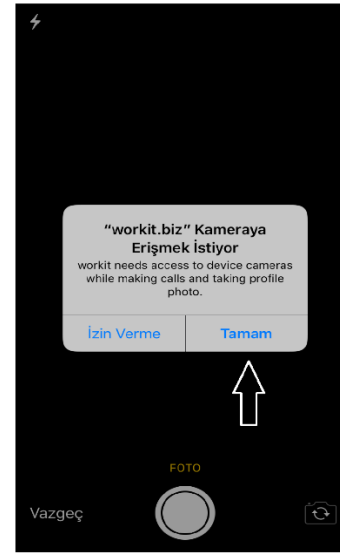 “workit.biz” Kameraya
Erişmek İstiyor
workit needs access to device cameras
while making calls and taking profile
photo.
İzin Verme
Tamam
FOTO
Vazgeç